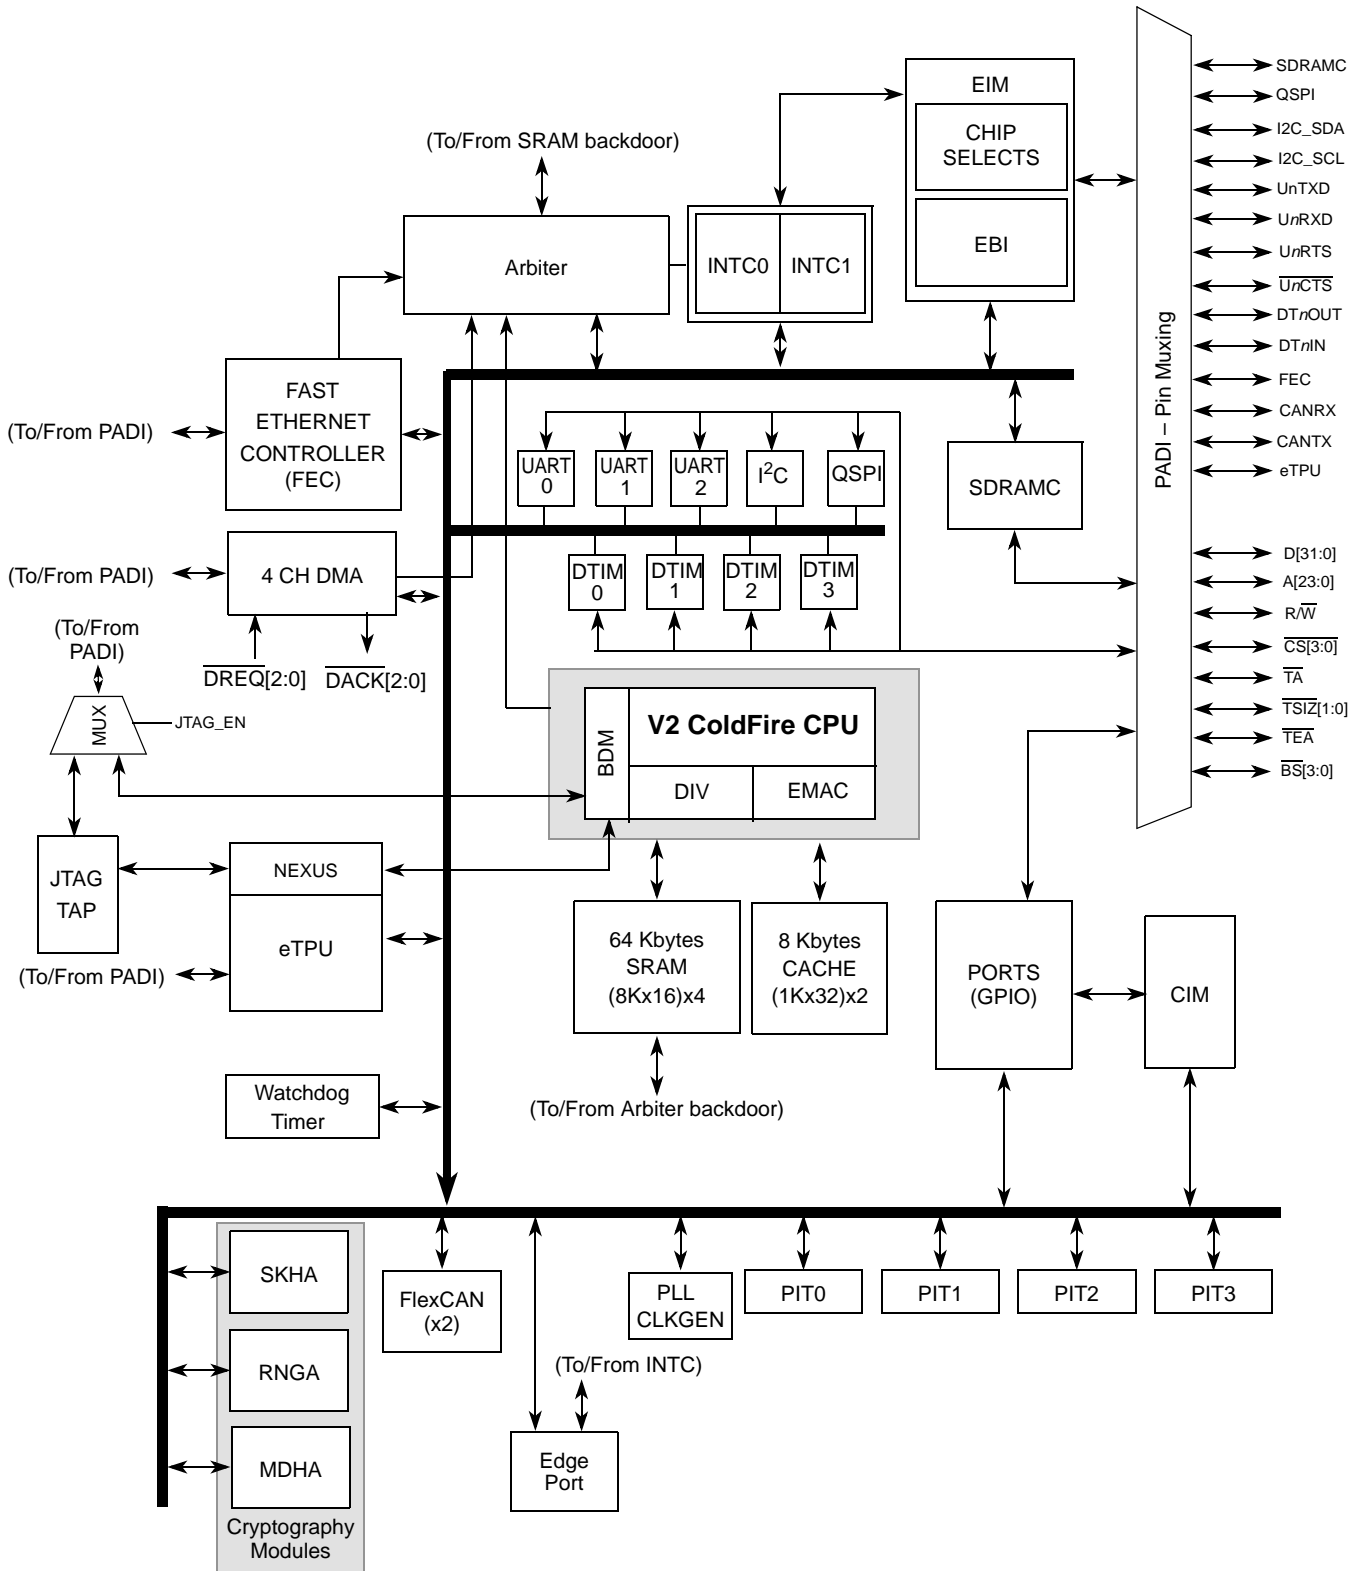 EIM
CHIP
SELECTS
EBI
(To/From SRAM backdoor)
Arbiter
INTC0
INTC1
FAST
ETHERNET
CONTROLLER
(FEC)
(To/From PADI)
UART
0
UART
1
UART
2
I²C
QSPI
SDRAMC
DTIM
0
DTIM
1
DTIM
2
DTIM
3
(To/From PADI)
4 CH DMA
DREQ[2:0]
DACK[2:0]
(To/From
PADI)
MUX
JTAG_EN
BDM
V2 ColdFire CPU
DIV
EMAC
JTAG
TAP
NEXUS
eTPU
(To/From PADI)
64 Kbytes
SRAM
(8Kx16)x4
8 Kbytes
CACHE
(1Kx32)x2
(To/From Arbiter backdoor)
PORTS
(GPIO)
CIM
Watchdog
Timer
SKHA
RNGA
MDHA
Cryptography
Modules
FlexCAN
(x2)
PLL
CLKGEN
PIT0
PIT1
PIT2
PIT3
(To/From INTC)
Edge
Port
PADI – Pin Muxing
SDRAMC
QSPI
I2C_SDA
I2C_SCL
UnTXD
UnRXD
UnRTS
UnCTS
DTnOUT
DTnIN
FEC
CANRX
CANTX
eTPU
D[31:0]
A[23:0]
R/W
CS[3:0]
TA
TSIZ[1:0]
TEA
BS[3:0]